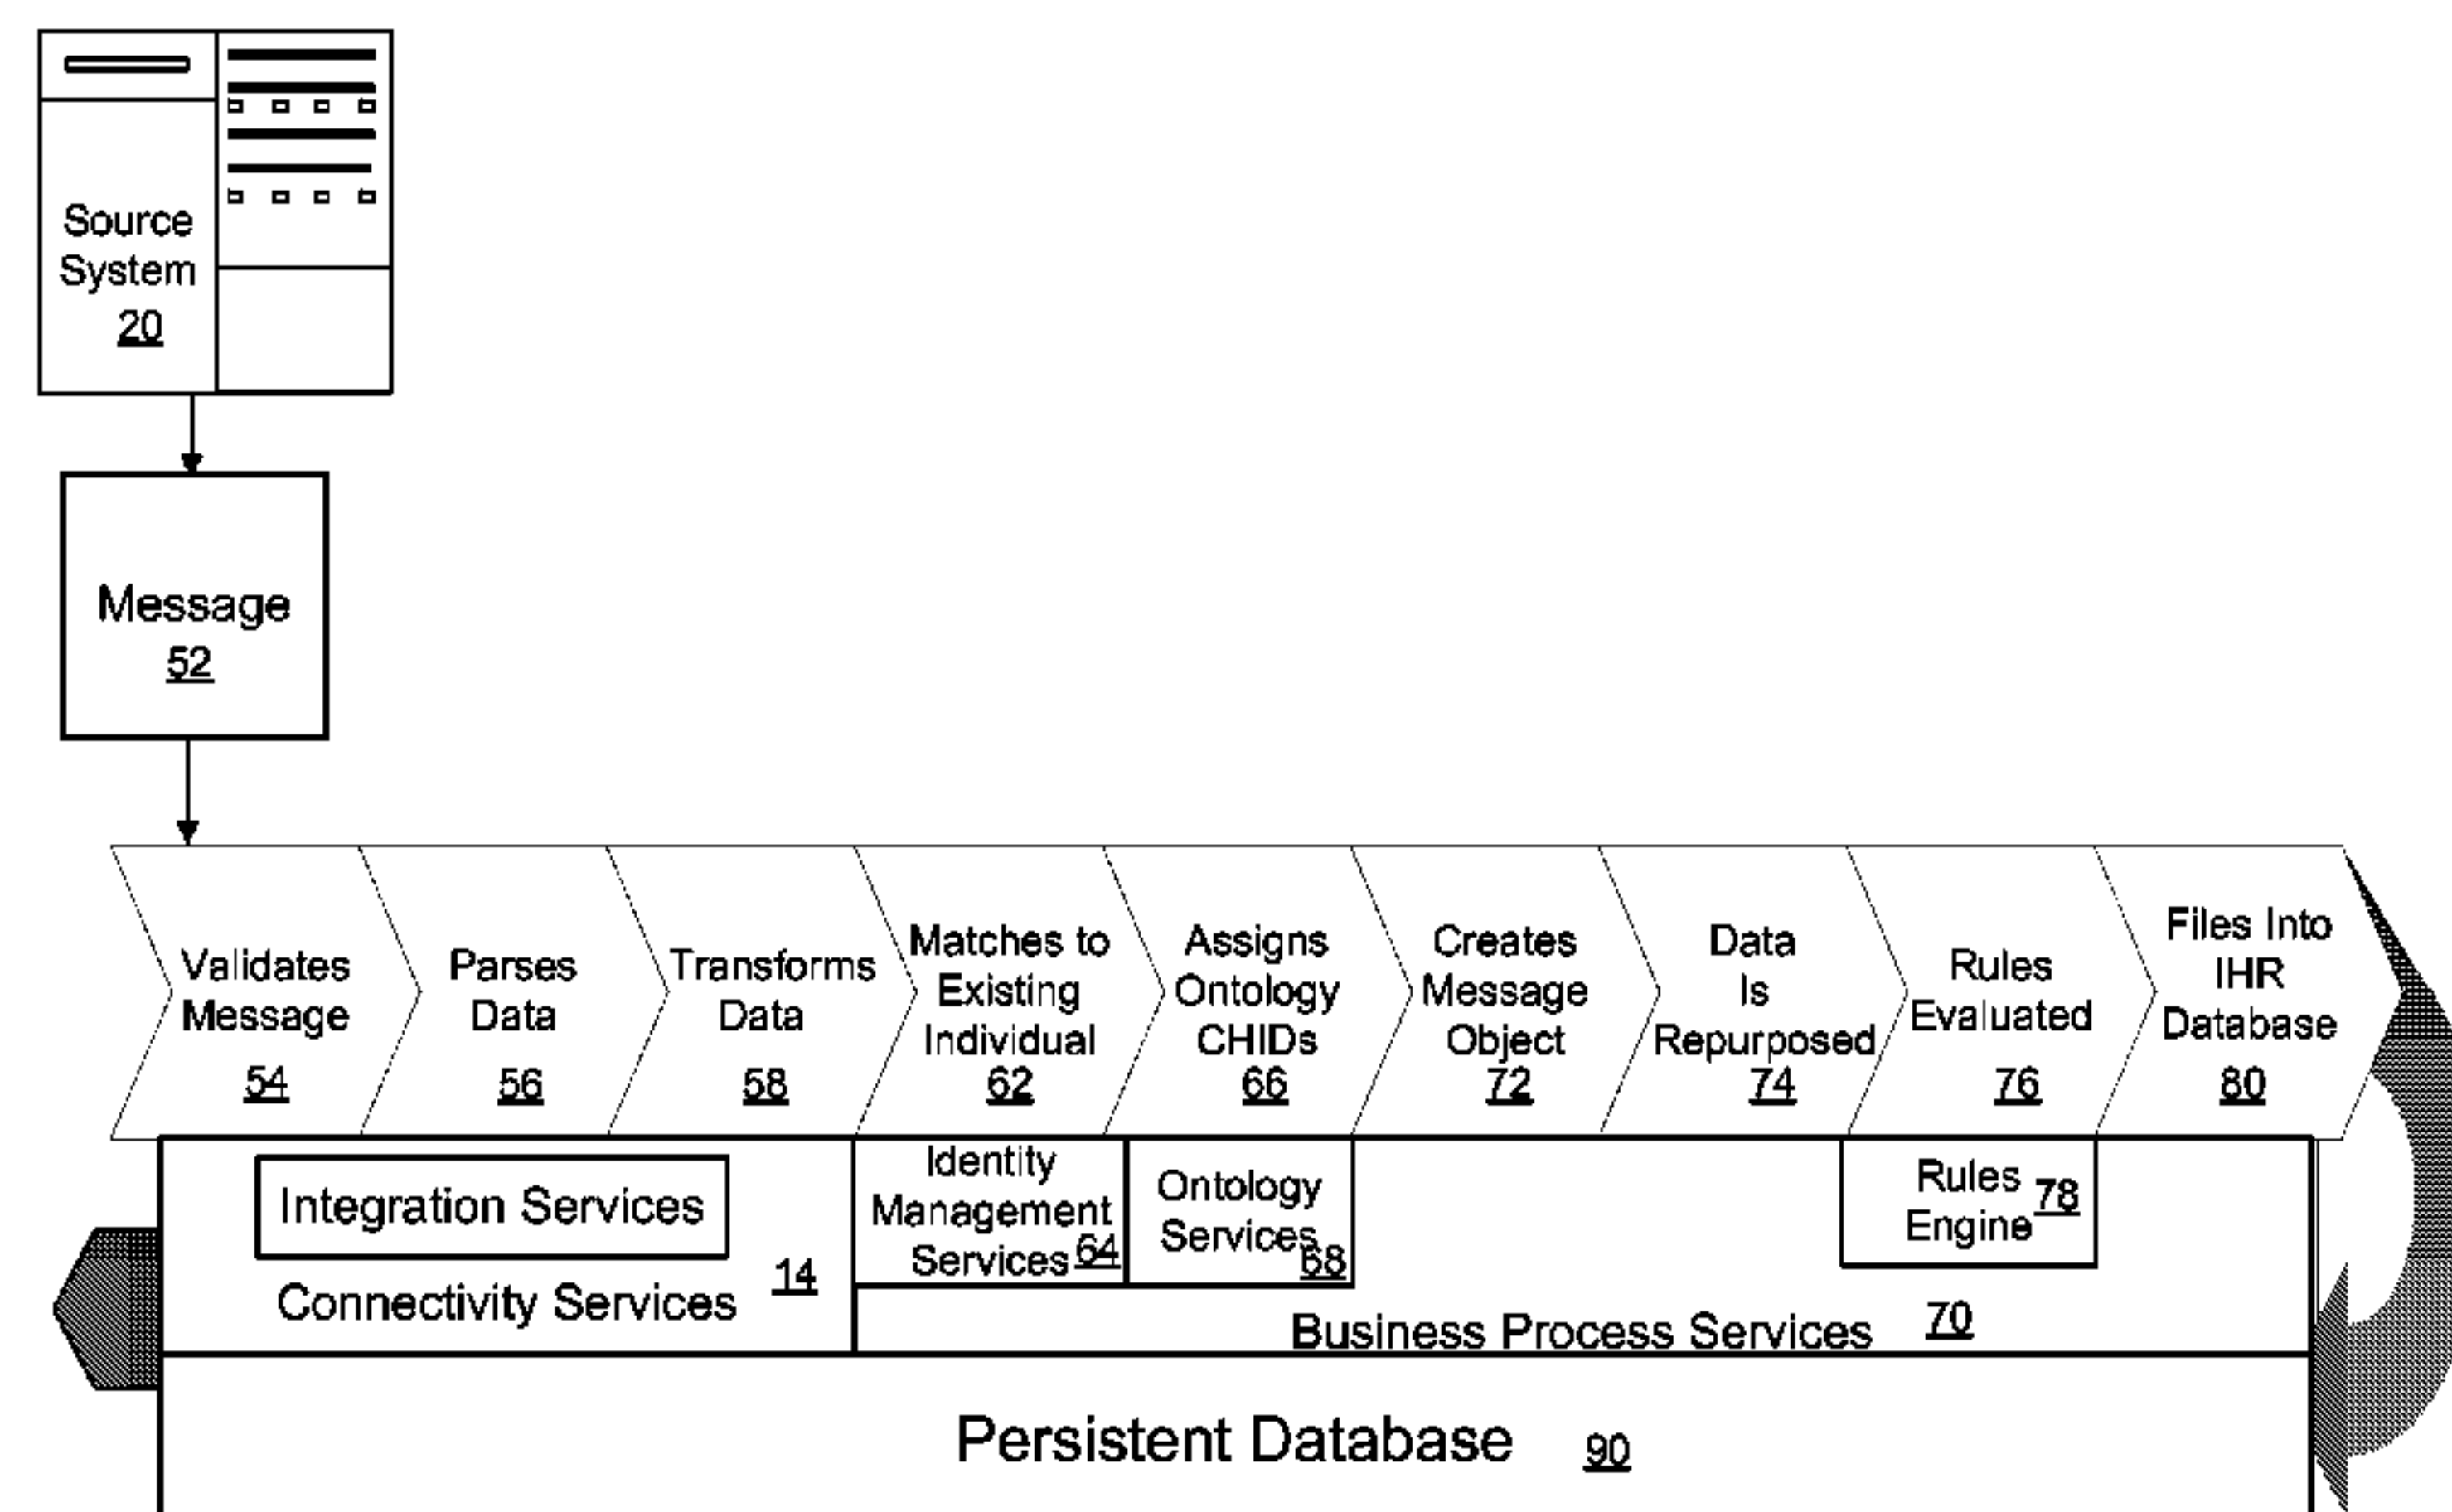 Source
System
20
Message
52
Validates
Message
54
Parses
Data
56
Transforms
Data
58
Matches to
Existing
Individual
62
Assigns
Ontology
CHIDs
66
Creates
Message
Object
72
Data
Is
Repurposed
74
Rules
Evaluated
76
Files Into
IHR
Database
80
Integration Services
Connectivity Services 14
Identity
Management
Services 64
Ontology
Services 68
Rules
Engine 78
Business Process Services 70
Persistent Database 90